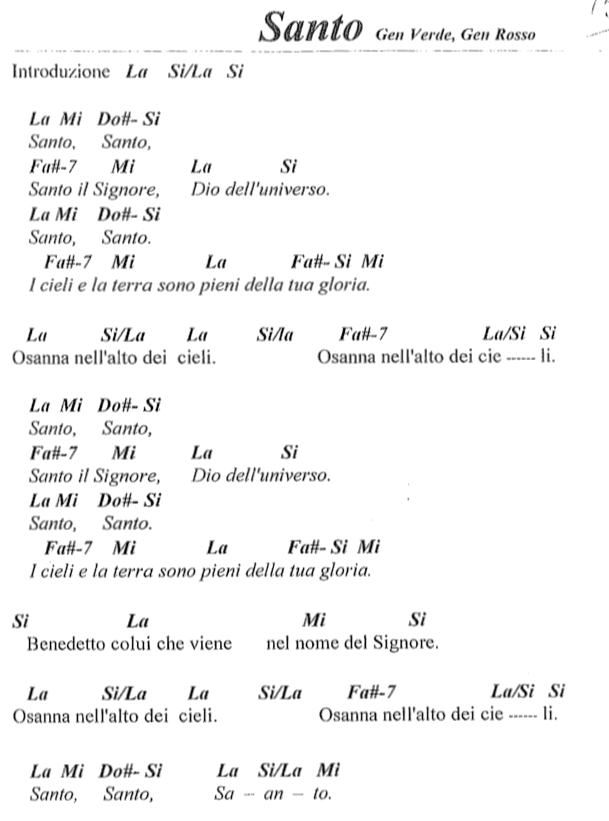 Santo Gen Verde, Gen Rosso
Introduzione La Si/La Si
La Mi Do#- Si
Santo, Santo,
Fa#-7 Mi La Si
Santo il Signore, Dio dell'universo.
La Mi Do#- Si
Santo, Santo.
Fa#-7 Mi La Fa#- Si Mi
I cieli e la terra sono pieni della tua gloria.
La Si/La La Si/la Fa#-7 La/Si Si
Osanna nell'alto dei cieli. Osanna nell'alto dei cie ------ li.
La Mi Do#- Si
Santo, Santo,
Fa#-7 Mi La Si
Santo il Signore, Dio dell'universo.
La Mi Do#- Si
Santo, Santo.
Fa#-7 Mi La Fa#- Si Mi
I cieli e la terra sono pieni della tua gloria.
Si La Mi Si
Benedetto colui che viene nel nome del Signore.
La Si/La La Si/La Fa#-7 La/Si Si
Osanna nell'alto dei cieli. Osanna nell'alto dei cie ------ li.
La Mi Do#- Si La Si/La Mi
Santo, Santo, Sa – an – to.